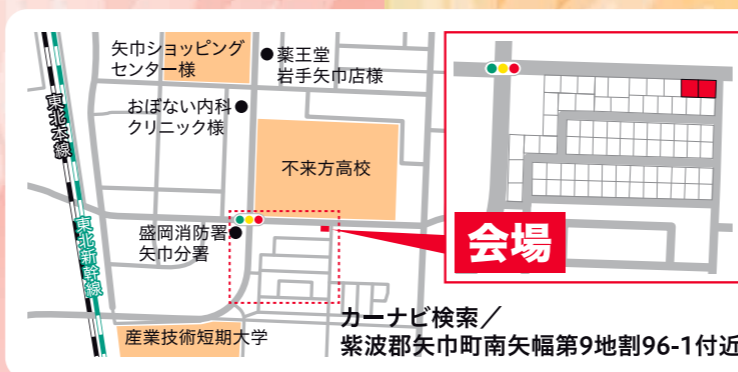 矢巾ショッピング
センター様
薬王堂
岩手矢巾店様
おぼない内科
クリニック様
東北本線
不来方高校
盛岡消防署
矢巾分署
東北新幹線
会場
産業技術短期大学
カーナビ検索／
紫波郡矢巾町南矢幅第9地割96-1付近